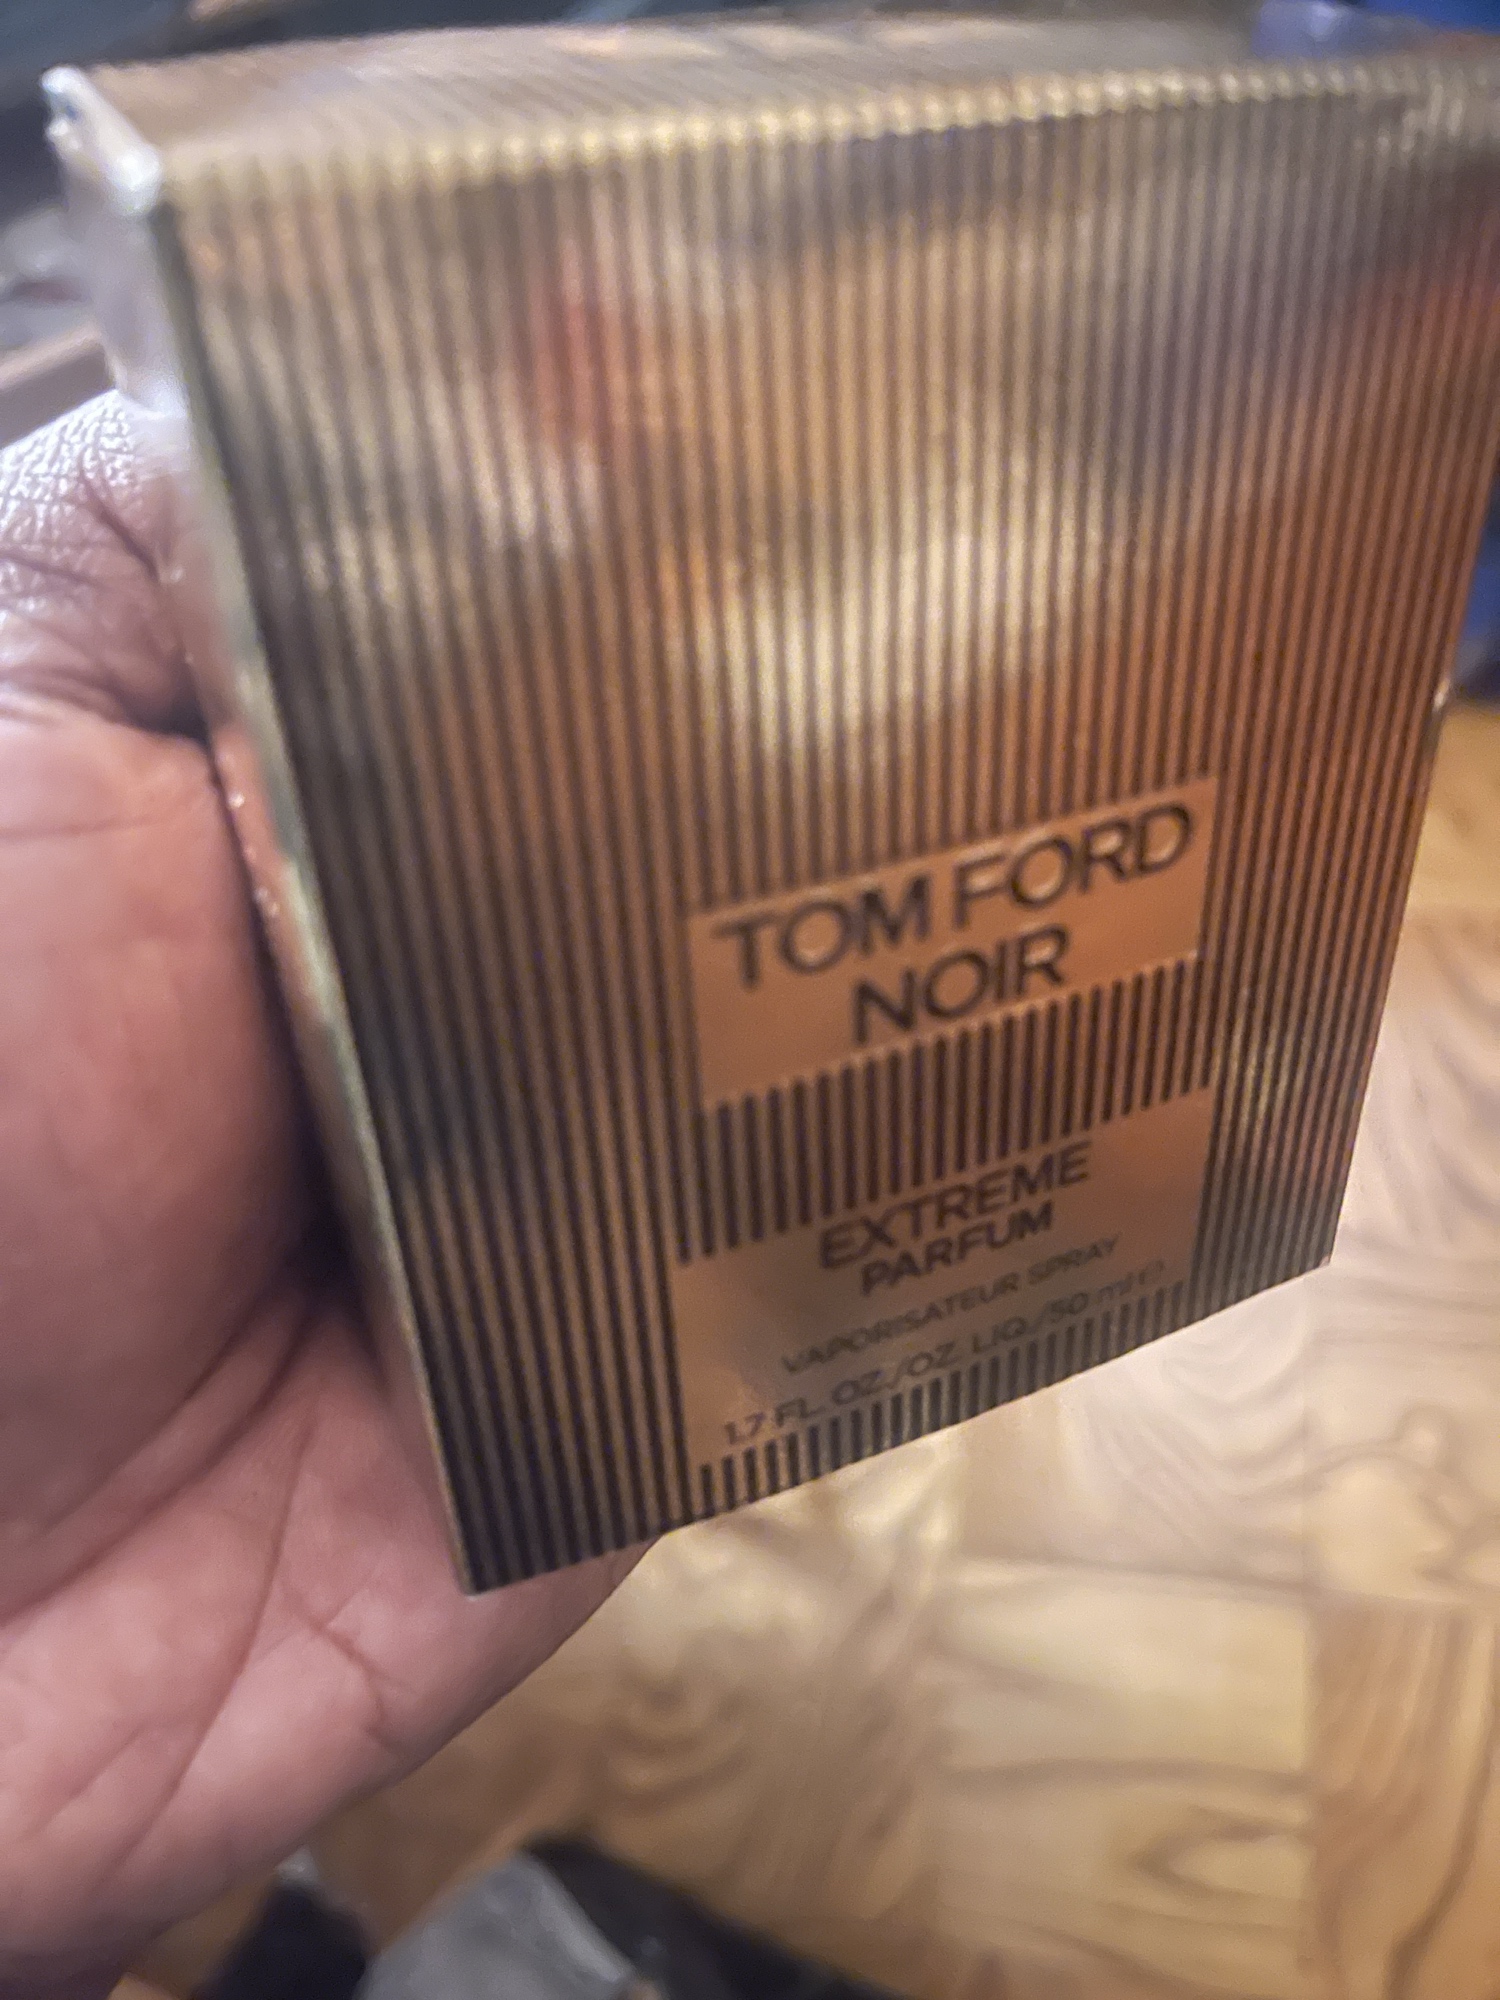 TOM FORD
NOIR
EXTREME
PARFUM
VAPORISATEUR SPRAY
1.7 FL. OZ./OZ. LIQ./50 ml ℮